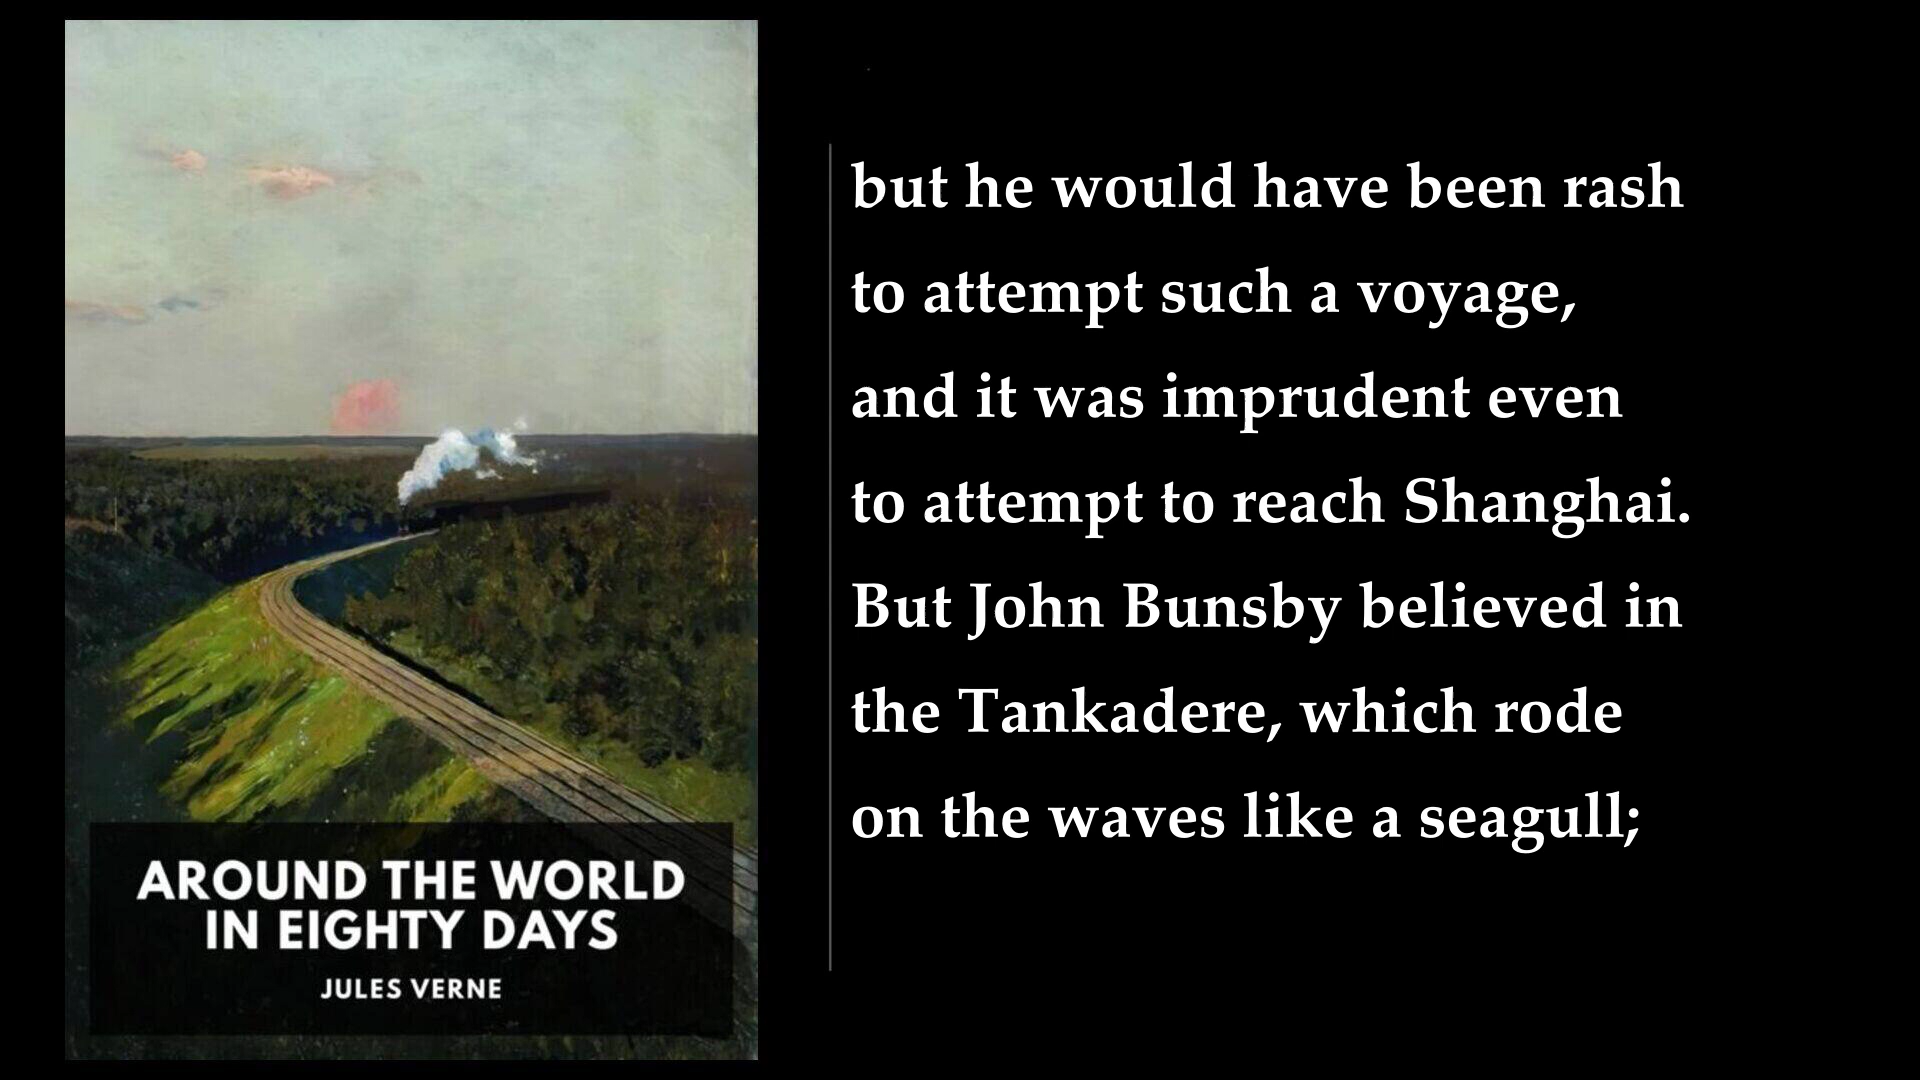 AROUND THE WORLD
IN EIGHTY DAYS
JULES VERNE
but he would have been rash
to attempt such a voyage,
and it was imprudent even
to attempt to reach Shanghai.
But John Bunsby believed in
the Tankadere, which rode
on the waves like a seagull;